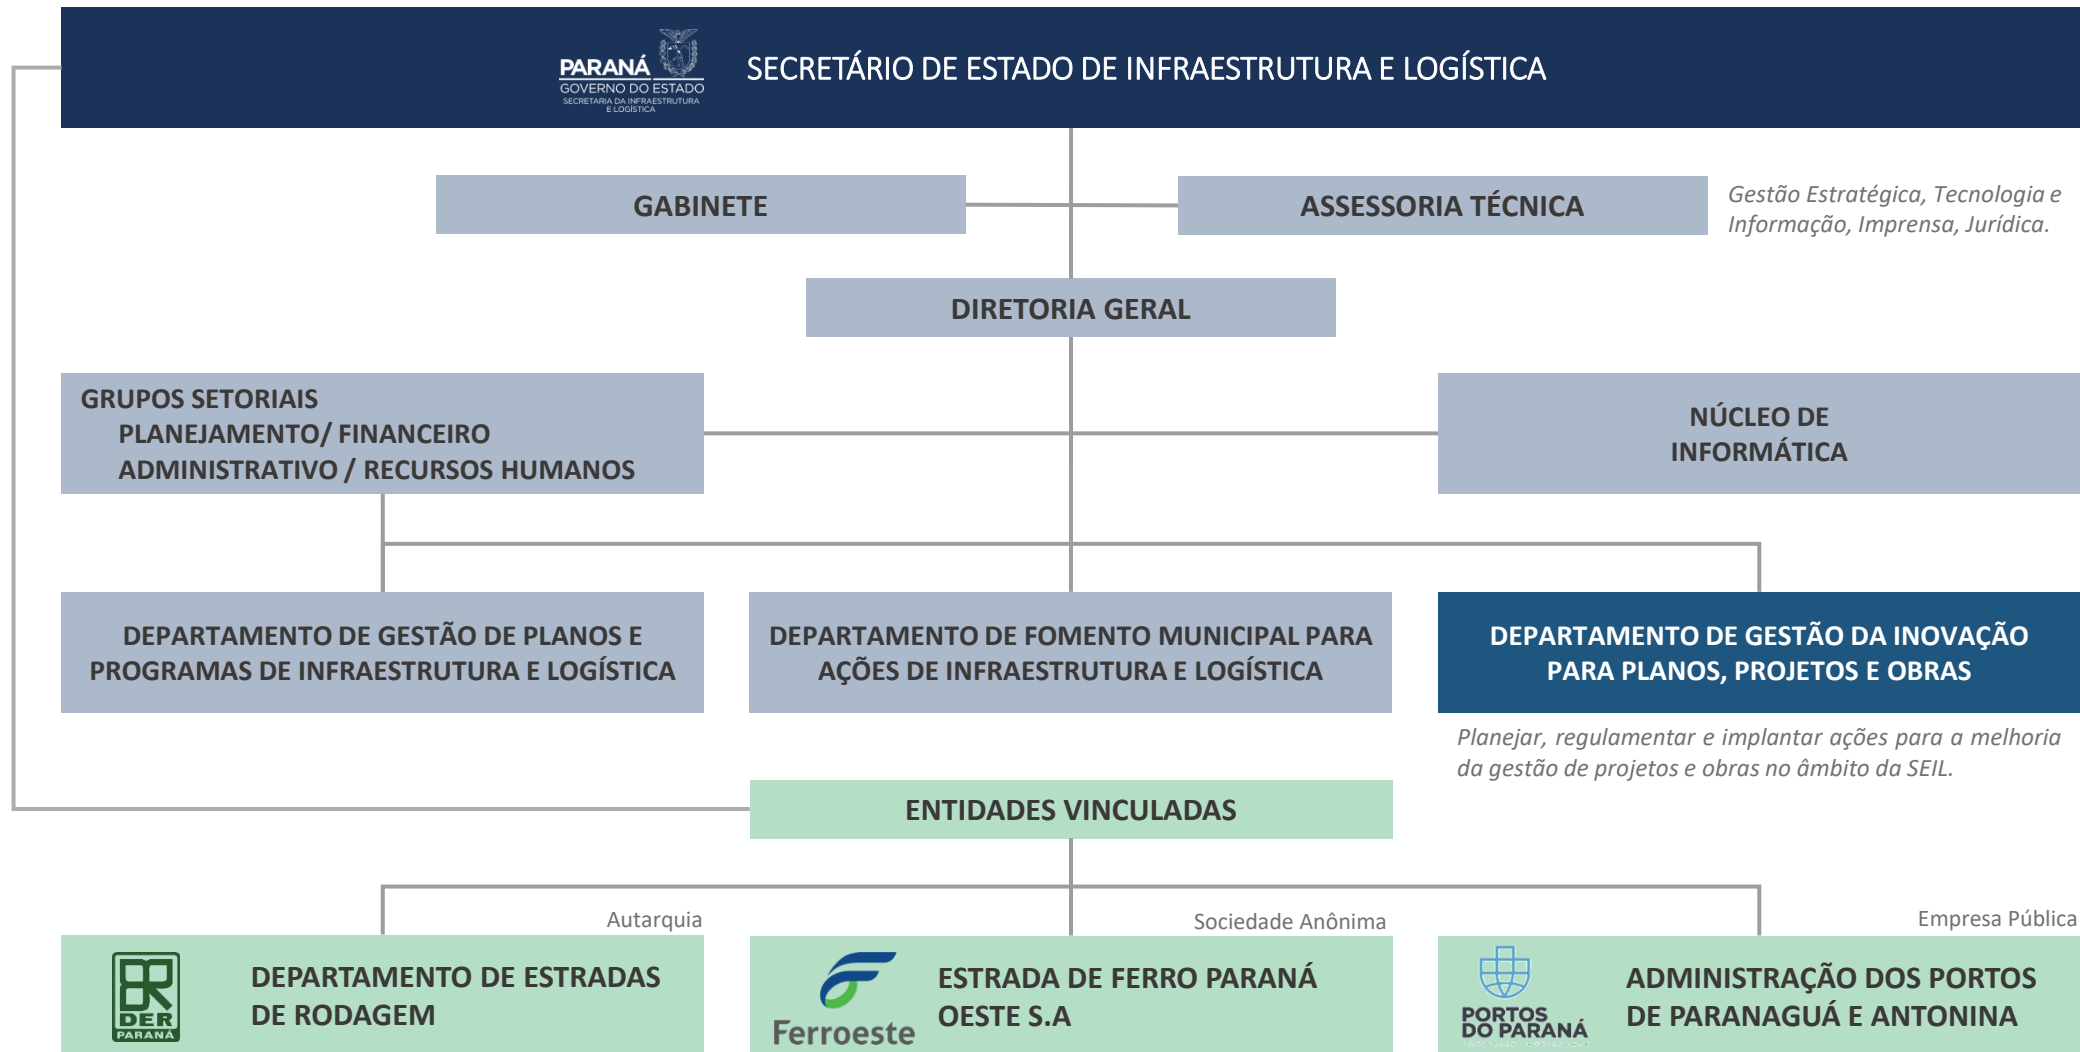 PARANÁ
GOVERNO DO ESTADO
SECRETARIA DA INFRAESTRUTURA
E LOGÍSTICA
SECRETÁRIO DE ESTADO DE INFRAESTRUTURA E LOGÍSTICA
GABINETE
ASSESSORIA TÉCNICA
Gestão Estratégica, Tecnologia e
Informação, Imprensa, Jurídica.
DIRETORIA GERAL
GRUPOS SETORIAIS
PLANEJAMENTO/ FINANCEIRO
ADMINISTRATIVO / RECURSOS HUMANOS
NÚCLEO DE
INFORMÁTICA
DEPARTAMENTO DE GESTÃO DE PLANOS E
PROGRAMAS DE INFRAESTRUTURA E LOGÍSTICA
DEPARTAMENTO DE FOMENTO MUNICIPAL PARA
AÇÕES DE INFRAESTRUTURA E LOGÍSTICA
DEPARTAMENTO DE GESTÃO DA INOVAÇÃO
PARA PLANOS, PROJETOS E OBRAS
Planejar, regulamentar e implantar ações para a melhoria
da gestão de projetos e obras no âmbito da SEIL.
ENTIDADES VINCULADAS
Autarquia
DER
PARANÁ
DEPARTAMENTO DE ESTRADAS
DE RODAGEM
Sociedade Anônima
Ferroeste
ESTRADA DE FERRO PARANÁ
OESTE S.A
Empresa Pública
PORTOS
DO PARANÁ
ADMINISTRAÇÃO DOS PORTOS
DE PARANAGUÁ E ANTONINA